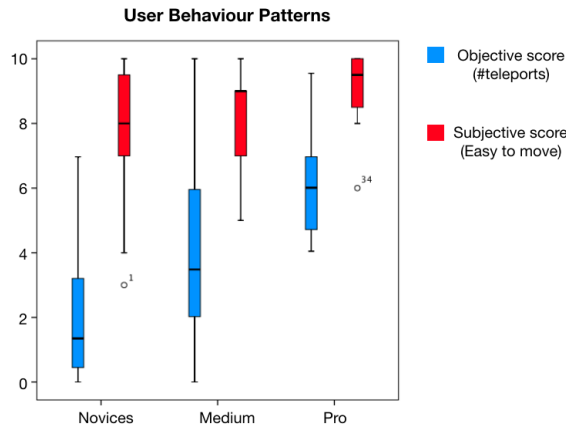 User Behaviour Patterns
10
8
6
4
2
0
1
34
Novices
Medium
Pro
Objective score
(#teleports)
Subjective score
(Easy to move)